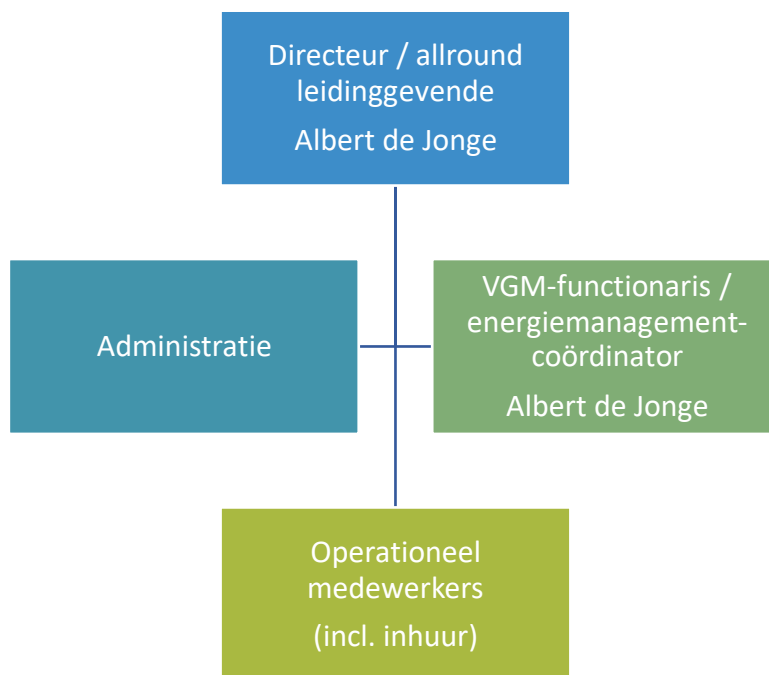 Directeur / allround
leidinggevende
Albert de Jonge
Administratie
VGM-functionaris /
energiemanagement-
coördinator
Albert de Jonge
Operationeel
medewerkers
(incl. inhuur)